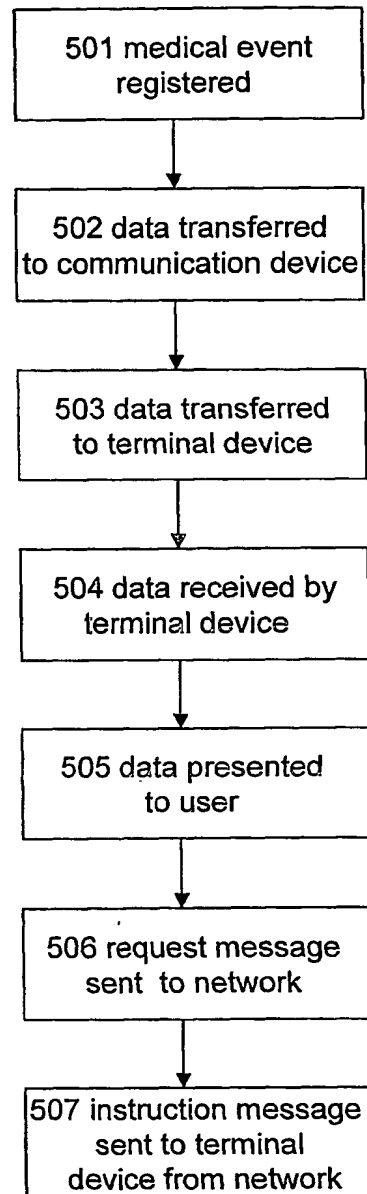 501 medical event
registered
502 data transferred
to communication device
503 data transferred
to terminal device
504 data received by
terminal device
505 data presented
to user
506 request message
sent to network
507 instruction message
sent to terminal
device from network